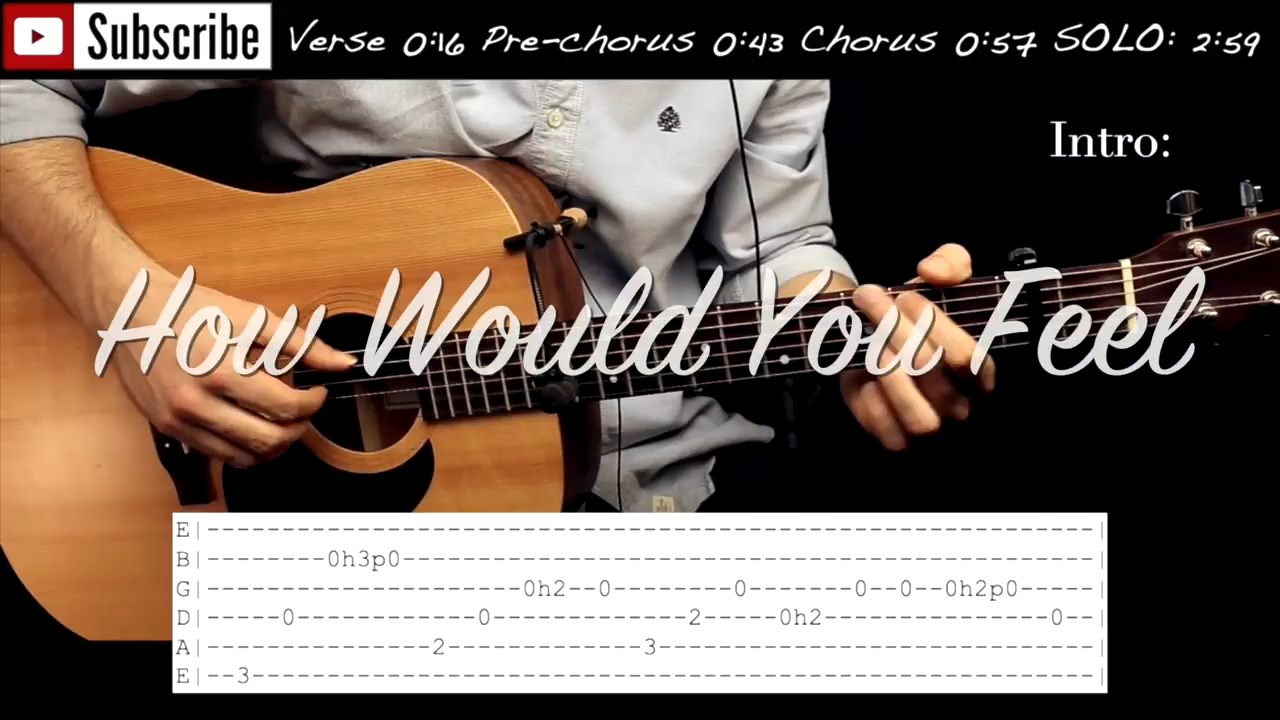 Subscribe Verse 0:16 Pre-chorus 0:43 Chorus 0:57 SOLO: 2:59
Intro:
How Would You Feel
E|-----------------------------------------------------------|
B|--------0h3p0----------------------------------------------|
G|---------------------0h2--0--------0-------0--0--0h2p0-----|
D|-----0------------0-------------2-----0h2---------------0--|
A|---------------2-------------3-----------------------------|
E|--3--------------------------------------------------------|